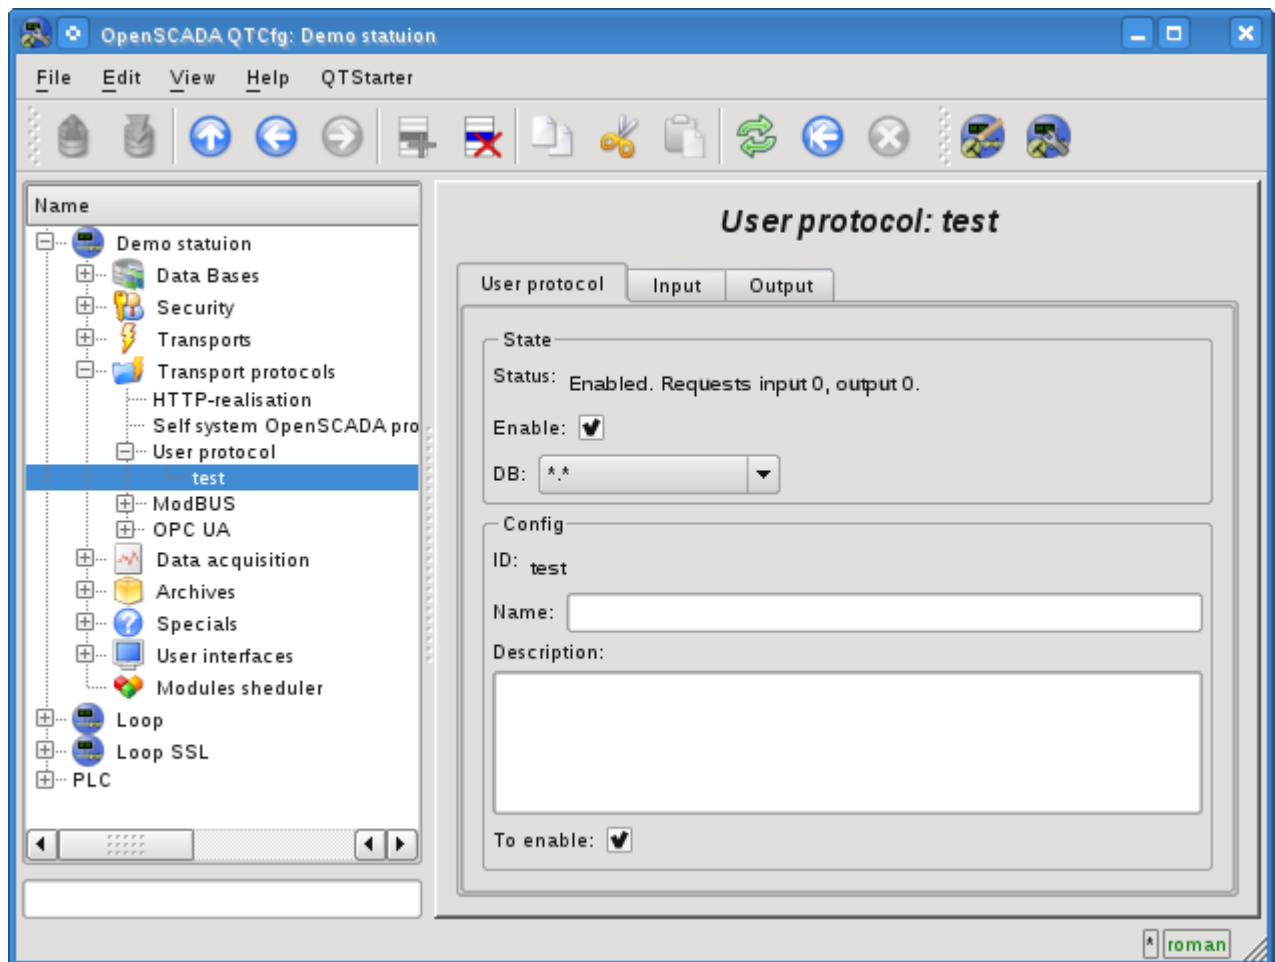 OpenSCADA QTCfg: Demo statuion
File Edit View Help QTStarter
Name
Demo statuion
Data Bases
Security
Transports
Transport protocols
HTTP-realisation
Self system OpenSCADA pro
User protocol
test
ModBUS
OPC UA
Data acquisition
Archives
Specials
User interfaces
Modules sheduler
Loop
Loop SSL
PLC
User protocol: test
User protocol Input Output
State
Status: Enabled. Requests input 0, output 0.
Enable:
DB: *.*
Config
ID: test
Name:
Description:
To enable:
* roman